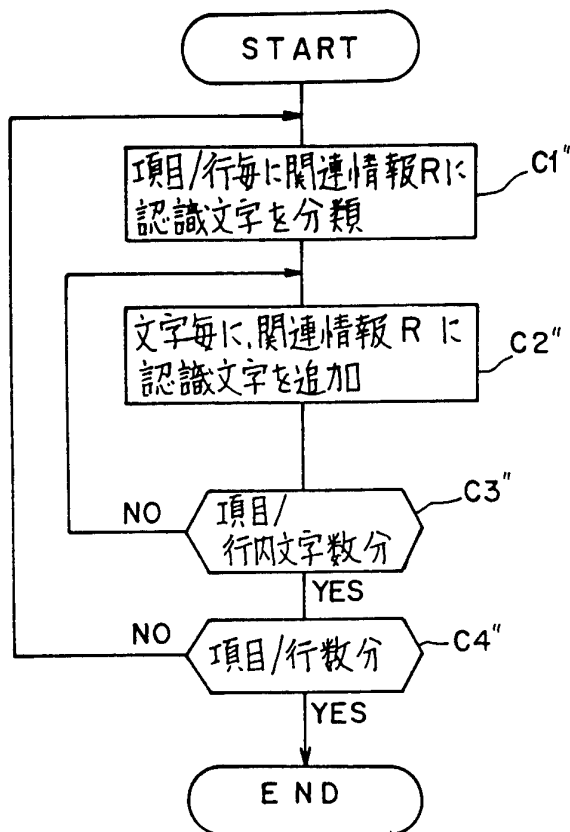 START
項目/行毎に関連情報Rに
認識文字を分類
C1"
文字毎に、関連情報Rに
認識文字を追加
C2"
項目/
行内文字数分
C3"
NO
YES
項目/行数分
C4"
NO
YES
END